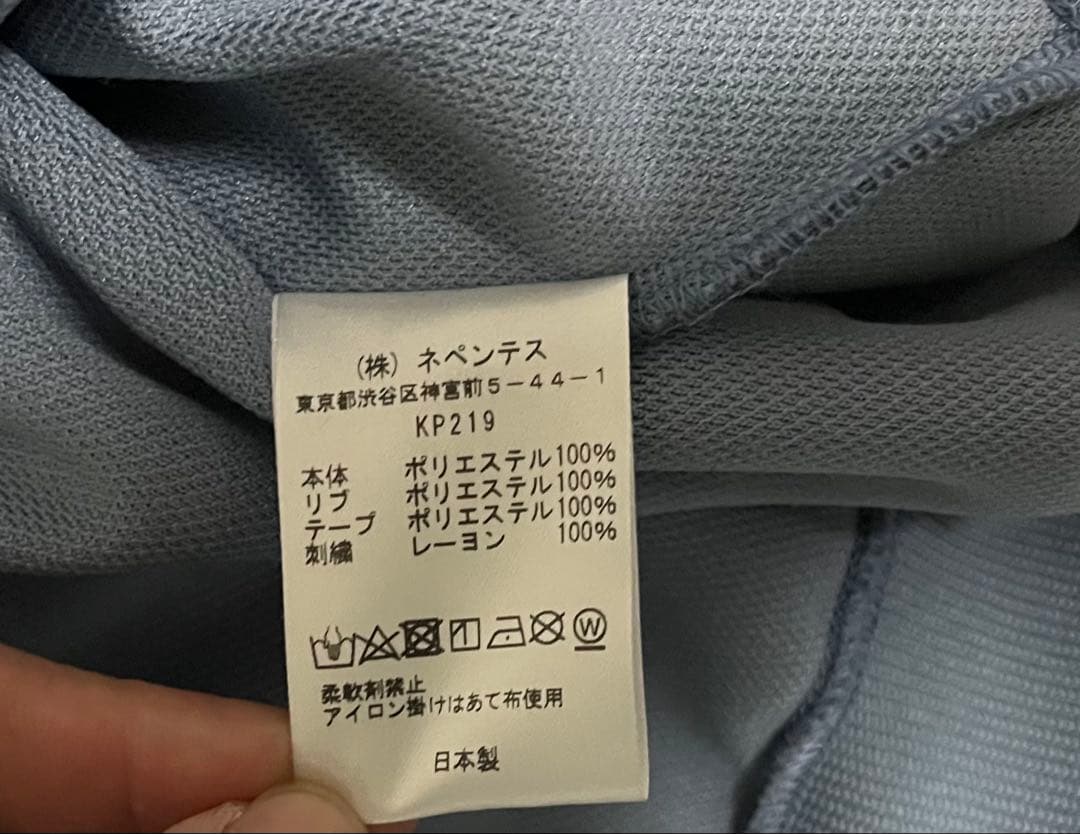 (株) ネペンテス
東京都渋谷区神宮前5-44-1
KP219
本体 ポリエステル100%
リブ ポリエステル100%
テープ ポリエステル100%
刺繍 レーヨン 100%
W
柔軟剤禁止
アイロン掛けはあて布使用
日本製